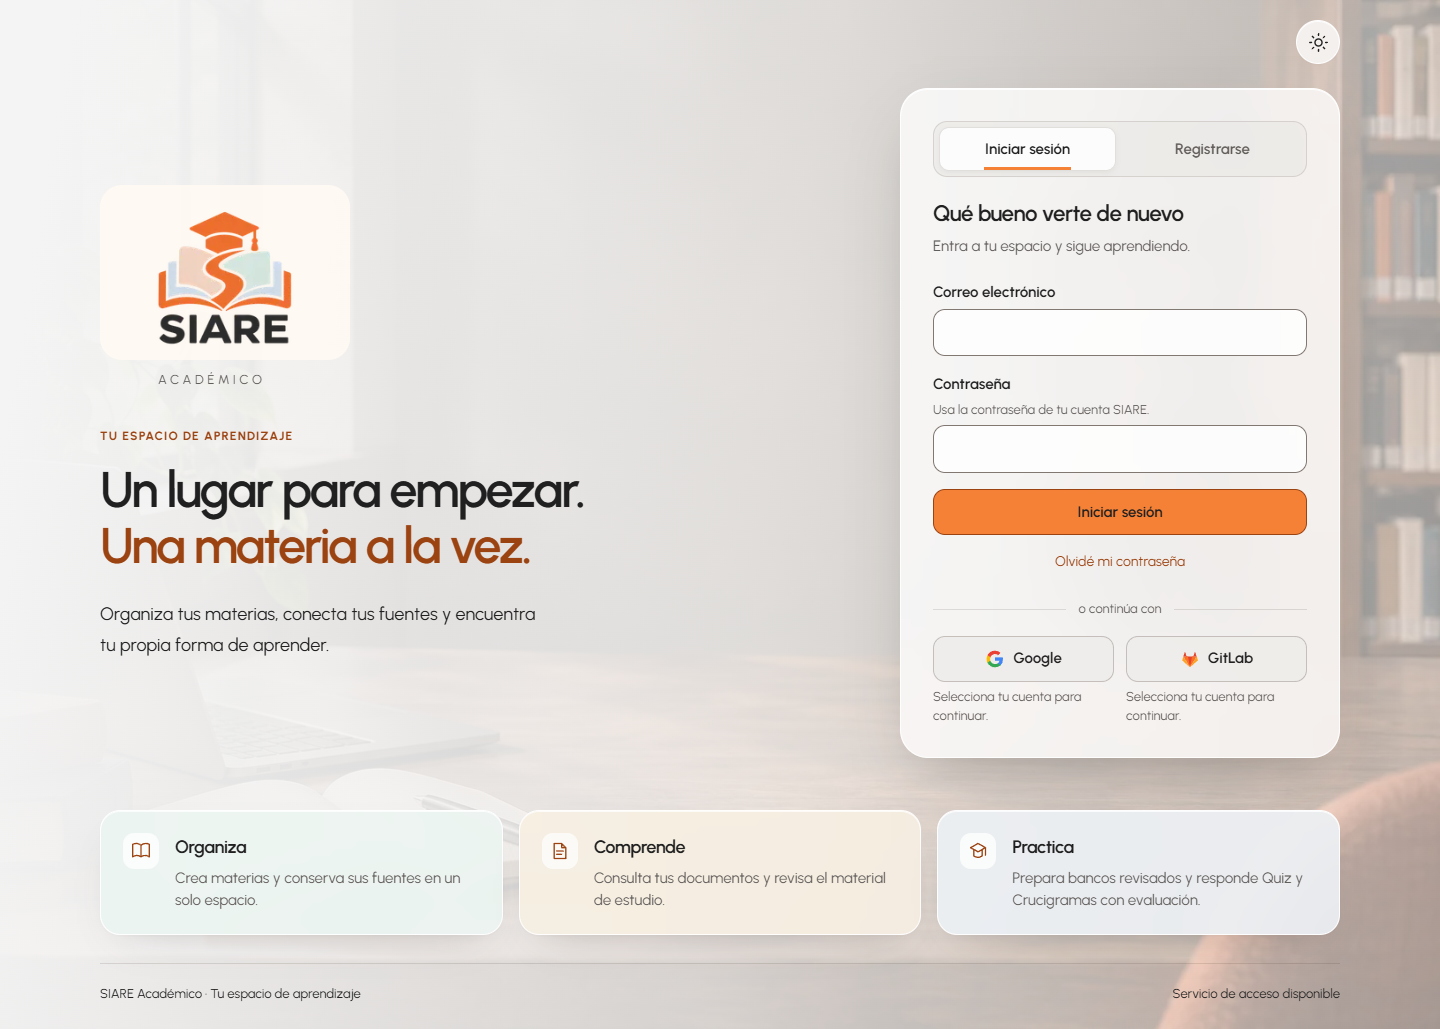 SIARE
ACADÉMICO
TU ESPACIO DE APRENDIZAJE
Un lugar para empezar.
Una materia a la vez.
Organiza tus materias, conecta tus fuentes y encuentra
tu propia forma de aprender.
Iniciar sesión
Registrarse
Qué bueno verte de nuevo
Entra a tu espacio y sigue aprendiendo.
Correo electrónico
Contraseña
Usa la contraseña de tu cuenta SIARE.
Iniciar sesión
Olvidé mi contraseña
o continúa con
Google
Selecciona tu cuenta para
continuar.
GitLab
Selecciona tu cuenta para
continuar.
Organiza
Crea materias y conserva sus fuentes en un
solo espacio.
Comprende
Consulta tus documentos y revisa el material
de estudio.
Practica
Prepara bancos revisados y responde Quiz y
Crucigramas con evaluación.
SIARE Académico · Tu espacio de aprendizaje
Servicio de acceso disponible